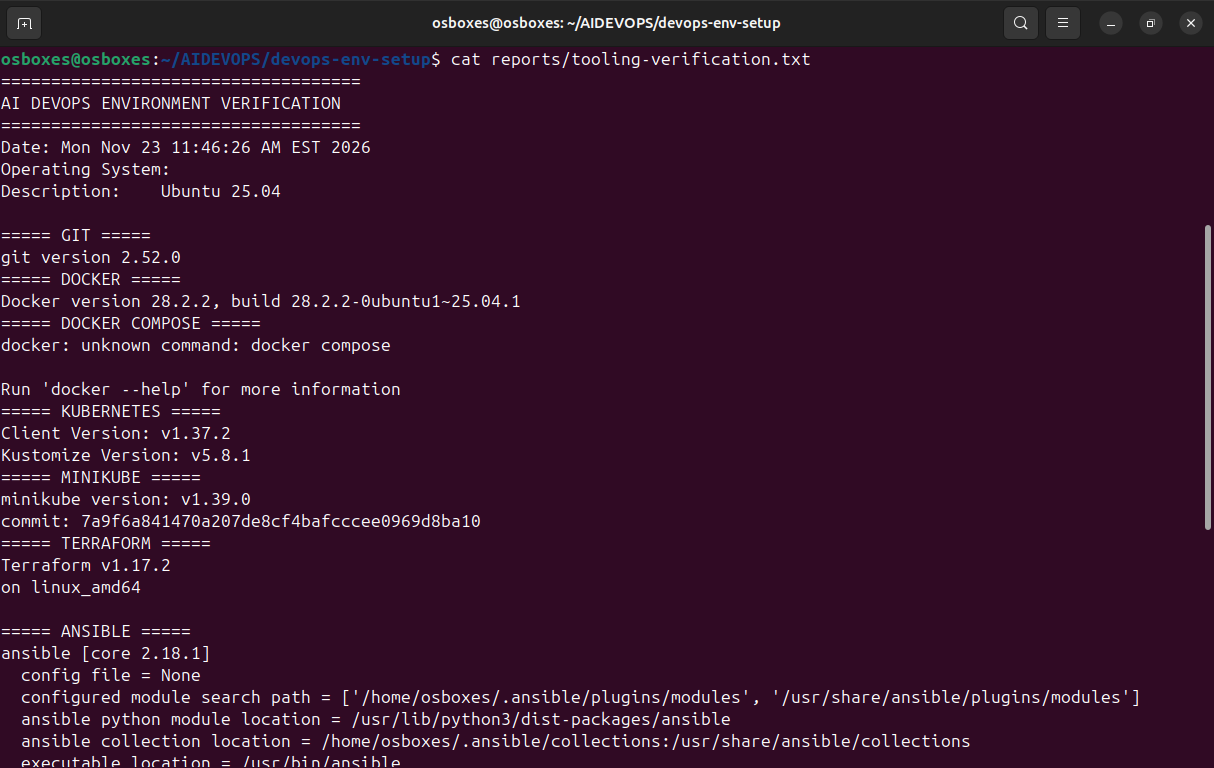 osboxes@osboxes: ~/AIDEVOPS/devops-env-setup
osboxes@osboxes:~/AIDEVOPS/devops-env-setup$ cat reports/tooling-verification.txt
====================================
AI DEVOPS ENVIRONMENT VERIFICATION
====================================
Date: Mon Nov 23 11:46:26 AM EST 2026
Operating System:
Description:    Ubuntu 25.04

===== GIT =====
git version 2.52.0
===== DOCKER =====
Docker version 28.2.2, build 28.2.2-0ubuntu1~25.04.1
===== DOCKER COMPOSE =====
docker: unknown command: docker compose

Run 'docker --help' for more information
===== KUBERNETES =====
Client Version: v1.37.2
Kustomize Version: v5.8.1
===== MINIKUBE =====
minikube version: v1.39.0
commit: 7a9f6a841470a207de8cf4bafcccee0969d8ba10
===== TERRAFORM =====
Terraform v1.17.2
on linux_amd64

===== ANSIBLE =====
ansible [core 2.18.1]
  config file = None
  configured module search path = ['/home/osboxes/.ansible/plugins/modules', '/usr/share/ansible/plugins/modules']
  ansible python module location = /usr/lib/python3/dist-packages/ansible
  ansible collection location = /home/osboxes/.ansible/collections:/usr/share/ansible/collections
  executable location = /usr/bin/ansible